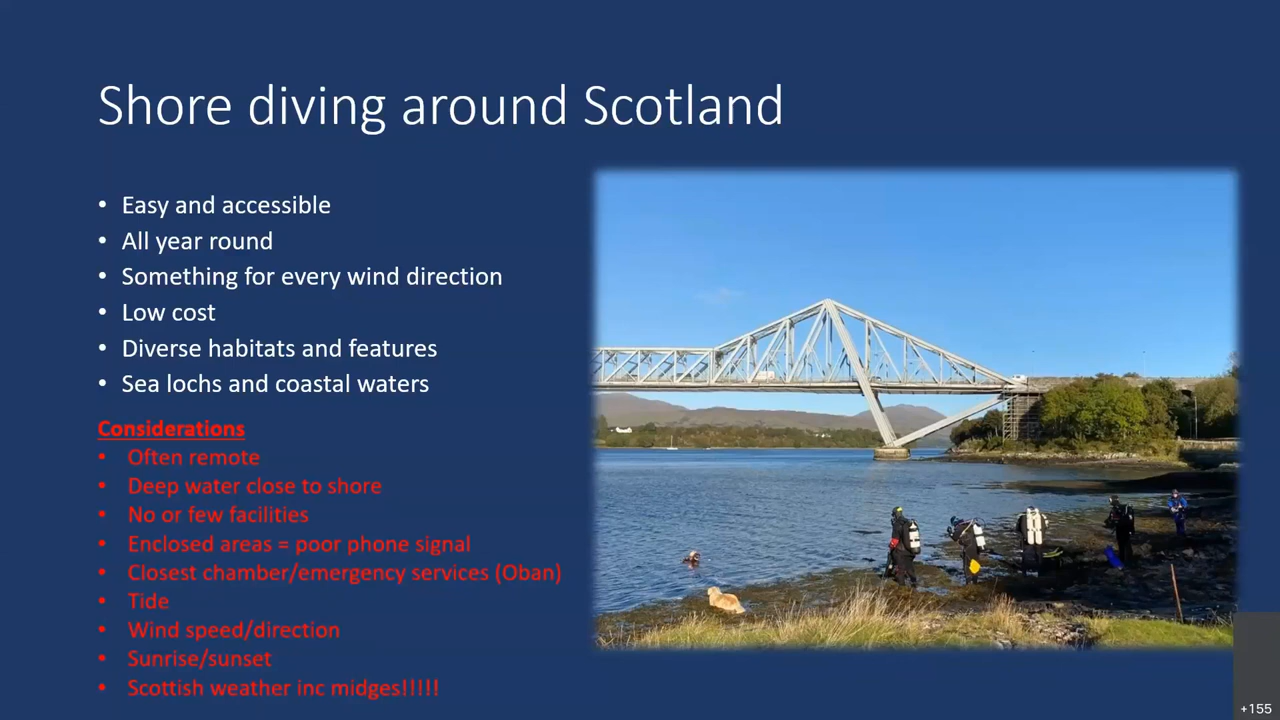 Shore diving around Scotland
• Easy and accessible
• All year round
• Something for every wind direction
• Low cost
• Diverse habitats and features
• Sea lochs and coastal waters
Considerations
• Often remote
• Deep water close to shore
• No or few facilities
• Enclosed areas = poor phone signal
• Closest chamber/emergency services (Oban)
• Tide
• Wind speed/direction
• Sunrise/sunset
• Scottish weather inc midges!!!!!
+155